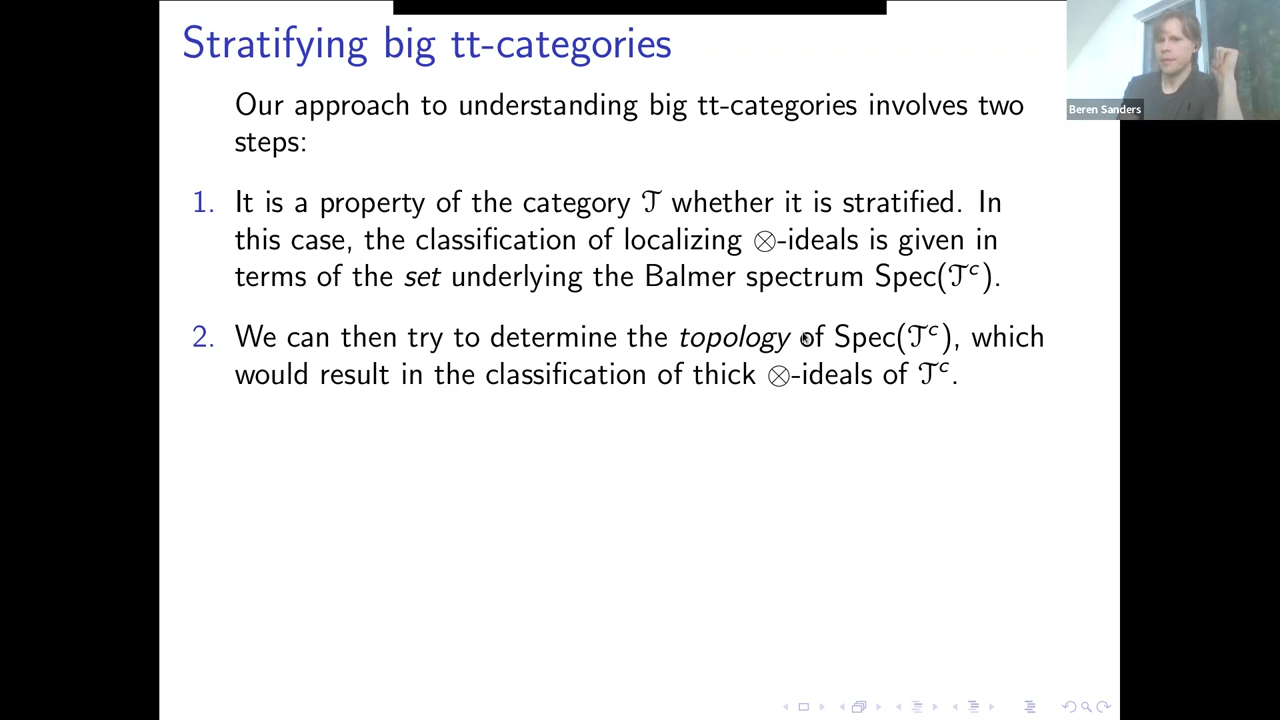 Stratifying big tt-categories
Beren Sanders
Our approach to understanding big tt-categories involves two
steps:
1. It is a property of the category 𝒯 whether it is stratified. In
this case, the classification of localizing ⊗-ideals is given in
terms of the set underlying the Balmer spectrum Spec(𝒯ᶜ).
2. We can then try to determine the topology of Spec(𝒯ᶜ), which
would result in the classification of thick ⊗-ideals of 𝒯ᶜ.